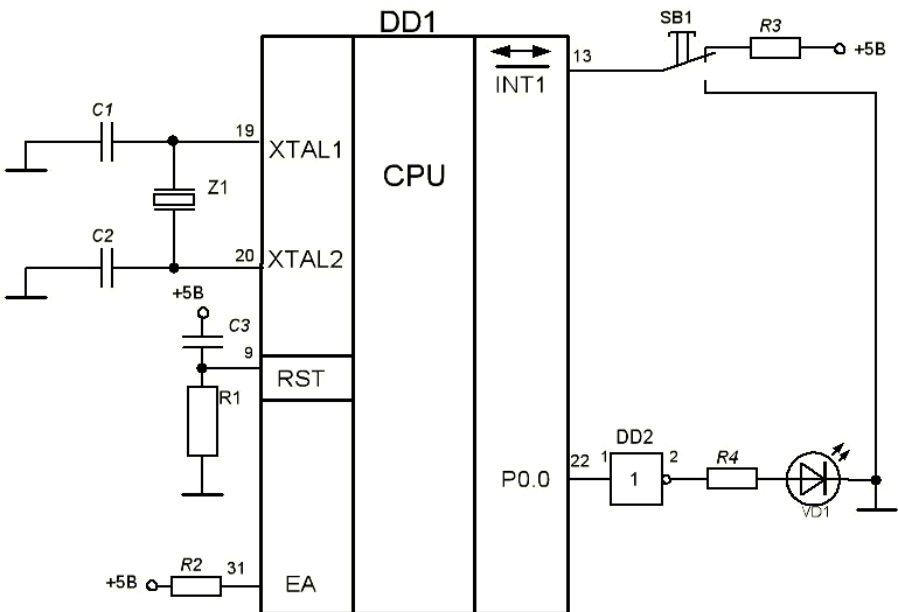 DD1
SB1
R3
+5В
13
INT1
C1
19
XTAL1
CPU
Z1
C2
20
XTAL2
+5В
C3
9
RST
R1
DD2
22
1
2
R4
P0.0
1
VD1
R2
31
+5В
EA